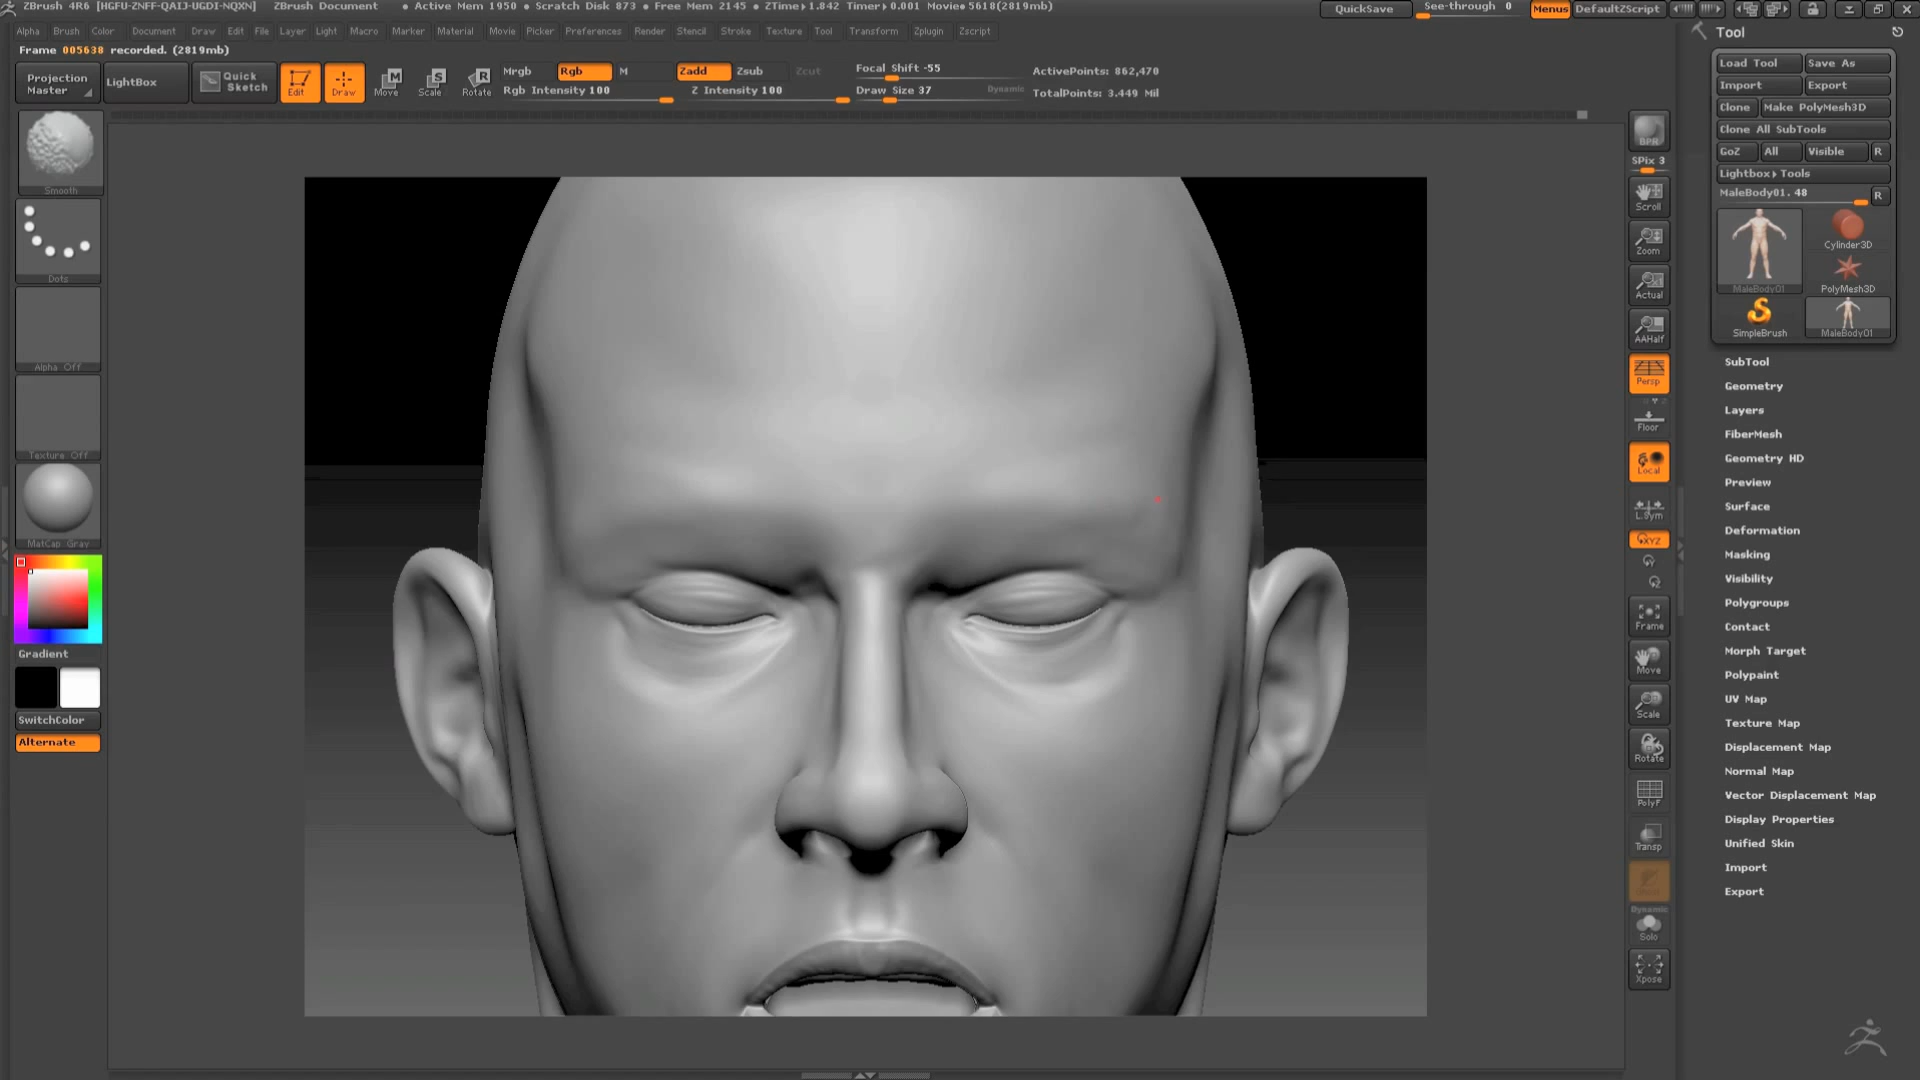 ZBrush 4R6 [HGFU-ZNFF-QAIJ-UGDI-NQXN] ZBrush Document • Active Mem 1950 • Scratch Disk 873 • Free Mem 2145 • ZTime▸1.842 Timer▸0.001 Movie• 5618(2819mb) QuickSave See-through 0 Menus DefaultZScript
Alpha Brush Color Document Draw Edit File Layer Light Macro Marker Material Movie Picker Preferences Render Stencil Stroke Texture Tool Transform Zplugin Zscript
Frame 005638 recorded. (2819mb)
Projection Master
LightBox
Quick Sketch
Edit
Draw
Move
Scale
Rotate
Mrgb Rgb M Zadd Zsub Zcut
Rgb Intensity 100 Z Intensity 100
Focal Shift -55
Draw Size 37 Dynamic
ActivePoints: 862,470
TotalPoints: 3.449 Mil
Smooth
Dots
Alpha Off
Texture Off
MatCap Gray
Gradient
SwitchColor
Alternate
BPR
SPix 3
Scroll
Zoom
Actual
AAHalf
Persp
Floor
Local
L.Sym
XYZ
Frame
Move
Scale
Rotate
PolyF
Transp
Dynamic
Solo
Xpose
Tool
Load Tool Save As
Import Export
Clone Make PolyMesh3D
Clone All SubTools
GoZ All Visible R
Lightbox▸Tools
MaleBody01. 48 R
MaleBody01
Cylinder3D
PolyMesh3D
SimpleBrush
MaleBody01
SubTool
Geometry
Layers
FiberMesh
Geometry HD
Preview
Surface
Deformation
Masking
Visibility
Polygroups
Contact
Morph Target
Polypaint
UV Map
Texture Map
Displacement Map
Normal Map
Vector Displacement Map
Display Properties
Unified Skin
Import
Export